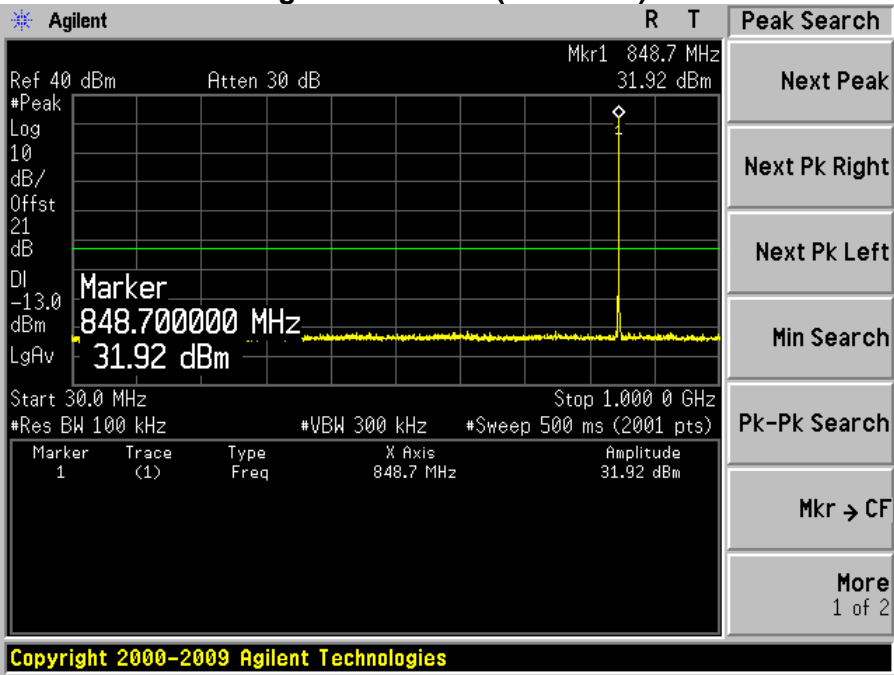 Agilent R T Peak Search
Mkr1 848.7 MHz
Ref 40 dBm Atten 30 dB 31.92 dBm
#Peak
Log
10
dB/
Offst
21
dB
DI
-13.0
dBm
LgAv
1
Marker
848.700000 MHz
31.92 dBm
Start 30.0 MHz Stop 1.000 0 GHz
#Res BW 100 kHz #VBW 300 kHz #Sweep 500 ms (2001 pts)
Marker Trace Type X Axis Amplitude
1 (1) Freq 848.7 MHz 31.92 dBm
Next Peak
Next Pk Right
Next Pk Left
Min Search
Pk-Pk Search
Mkr → CF
More
1 of 2
Copyright 2000-2009 Agilent Technologies